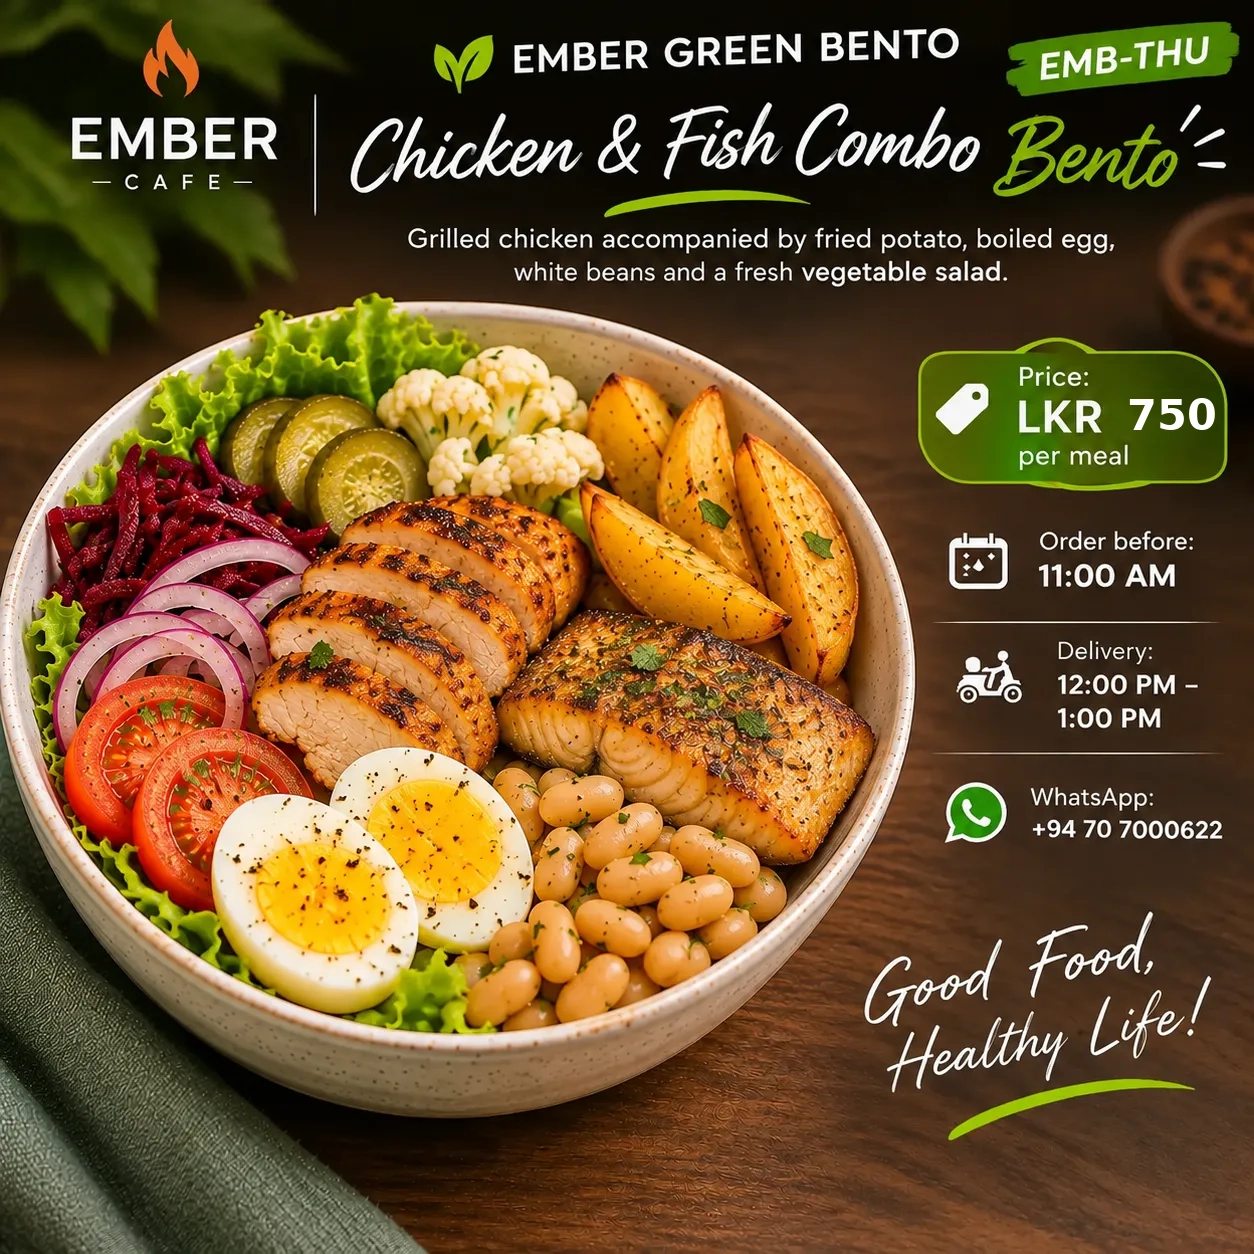 EMBER
CAFE
EMBER GREEN BENTO
EMB-THU
Chicken & Fish Combo Bento
Grilled chicken accompanied by fried potato, boiled egg,
white beans and a fresh vegetable salad.
Price:
LKR 750
per meal
Order before:
11:00 AM
Delivery:
12:00 PM –
1:00 PM
WhatsApp:
+94 70 7000622
Good Food,
Healthy Life!